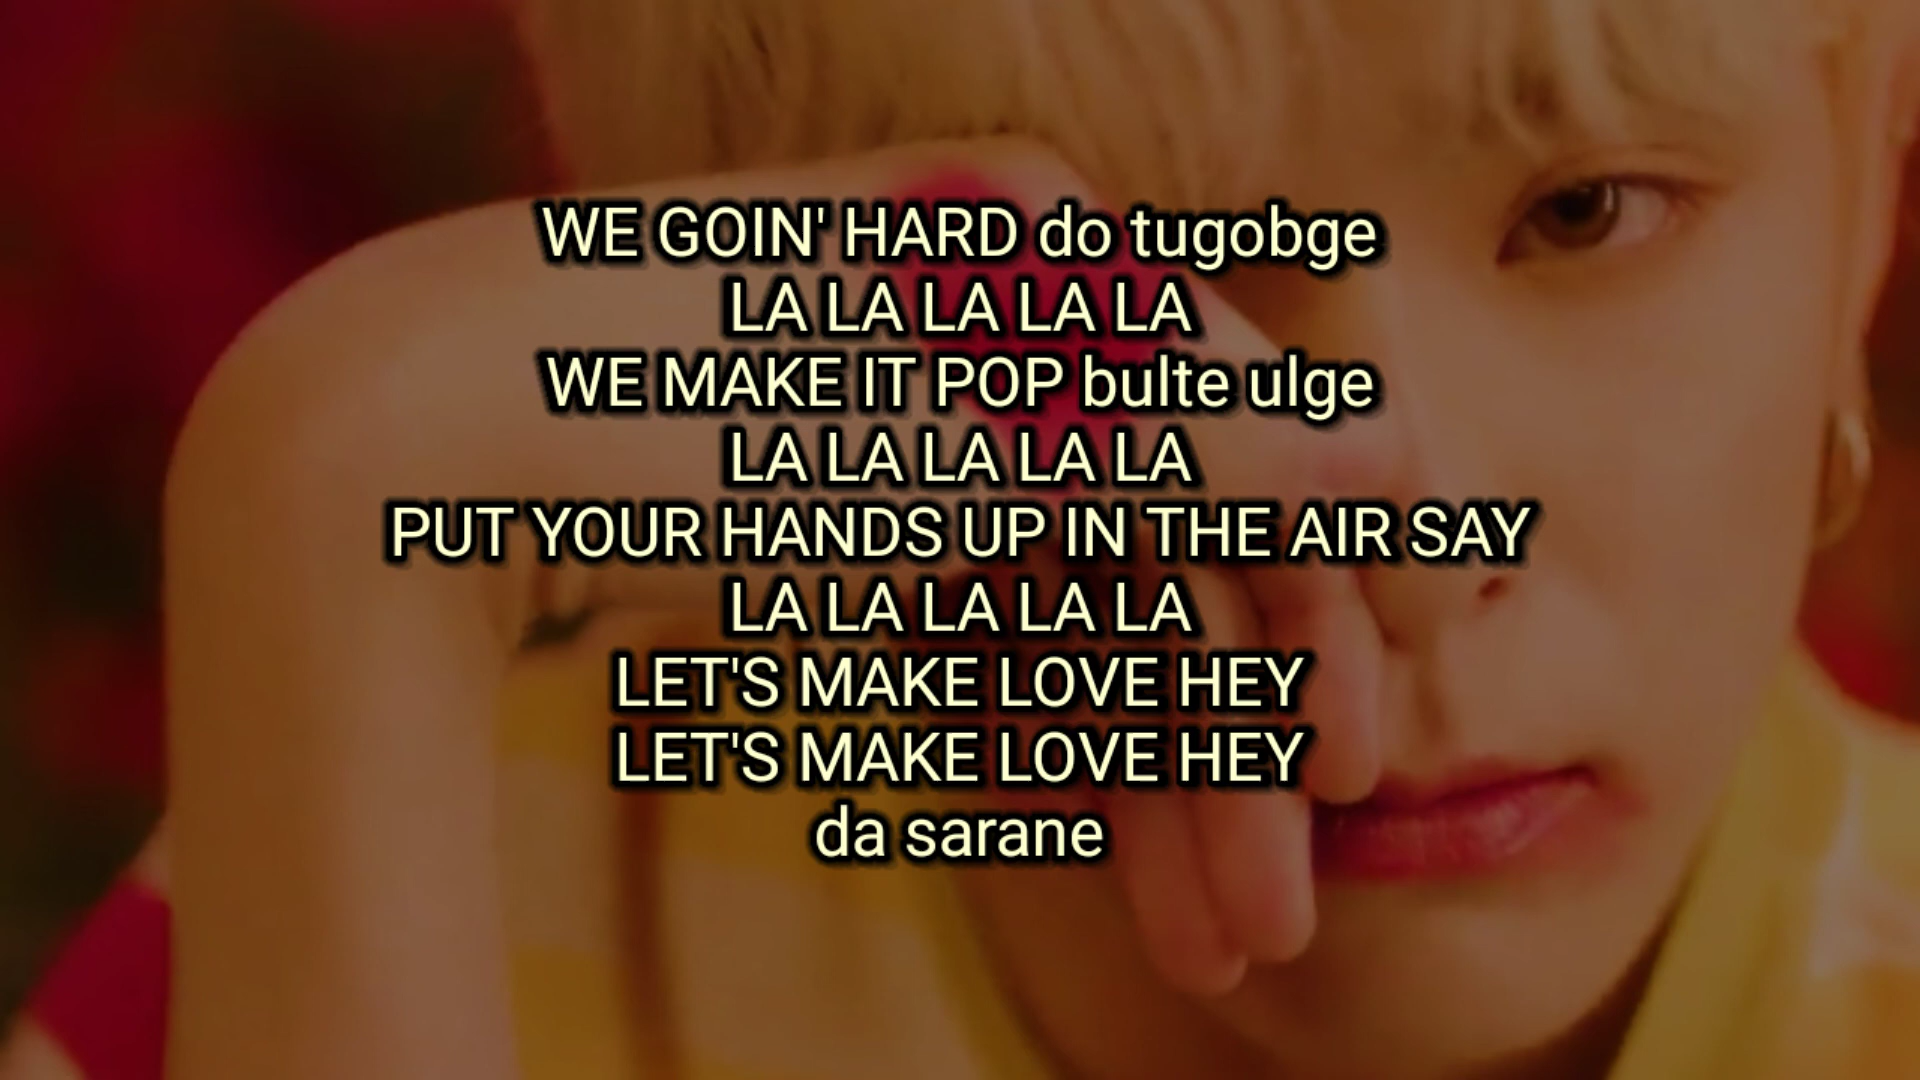 WE GOIN' HARD do tugobge
LA LA LA LA LA
WE MAKE IT POP bulte ulge
LA LA LA LA LA
PUT YOUR HANDS UP IN THE AIR SAY
LA LA LA LA LA
LET'S MAKE LOVE HEY
LET'S MAKE LOVE HEY
da sarane